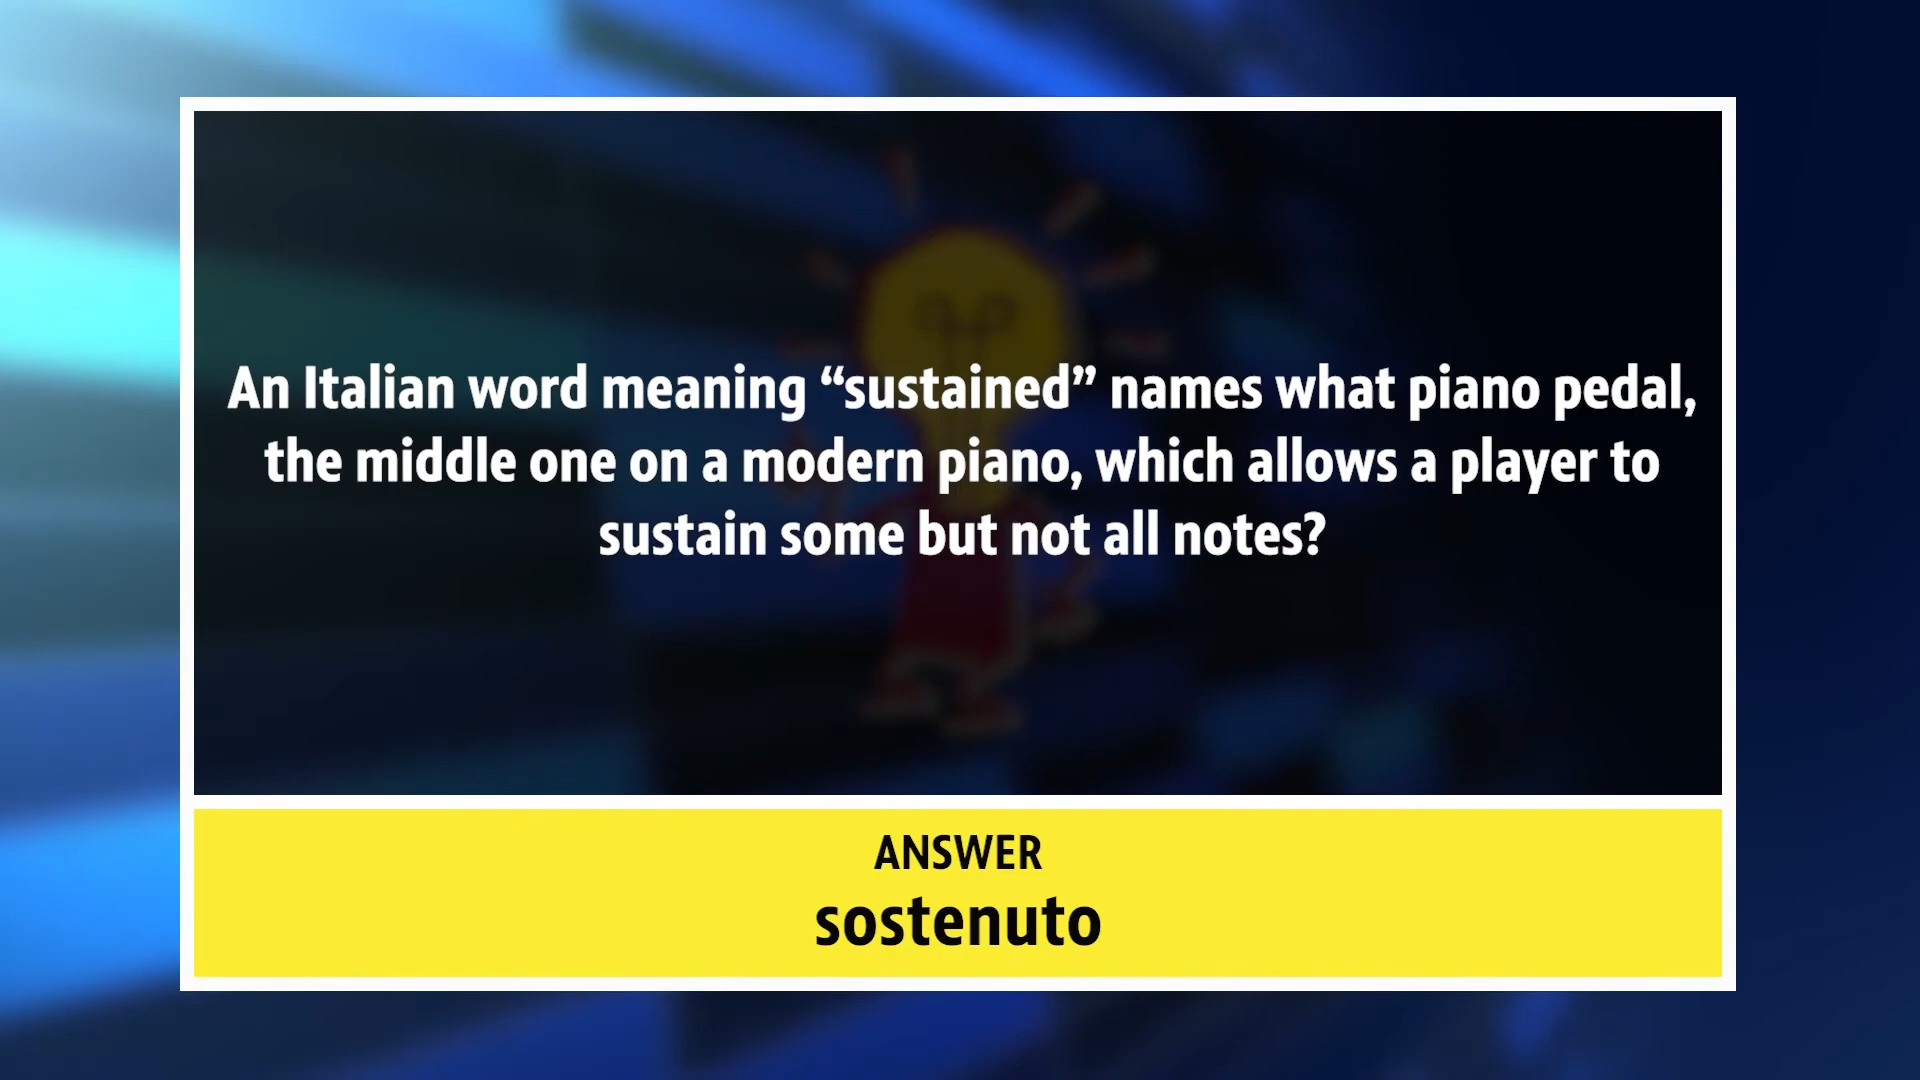 An Italian word meaning “sustained” names what piano pedal,
the middle one on a modern piano, which allows a player to
sustain some but not all notes?
ANSWER
sostenuto